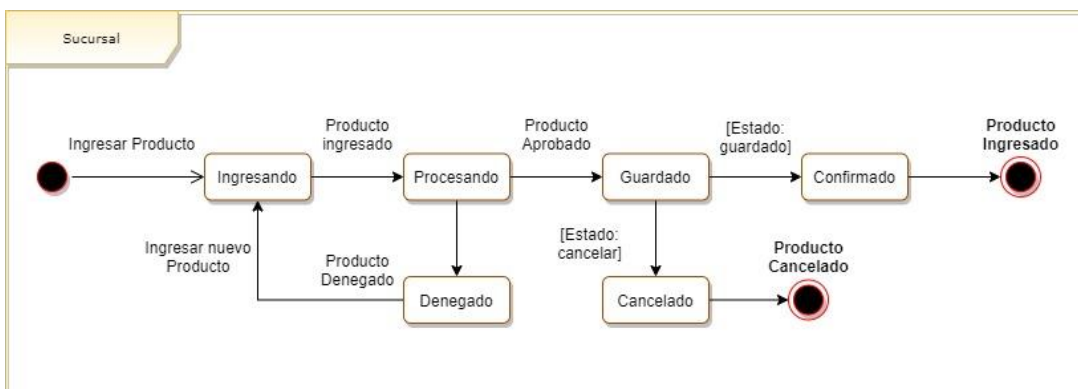 Sucursal
Ingresar Producto
Ingresando
Producto
ingresado
Procesando
Producto
Aprobado
Guardado
[Estado:
guardado]
Confirmado
Producto
Ingresado
Ingresar nuevo
Producto
Producto
Denegado
Denegado
[Estado:
cancelar]
Cancelado
Producto
Cancelado